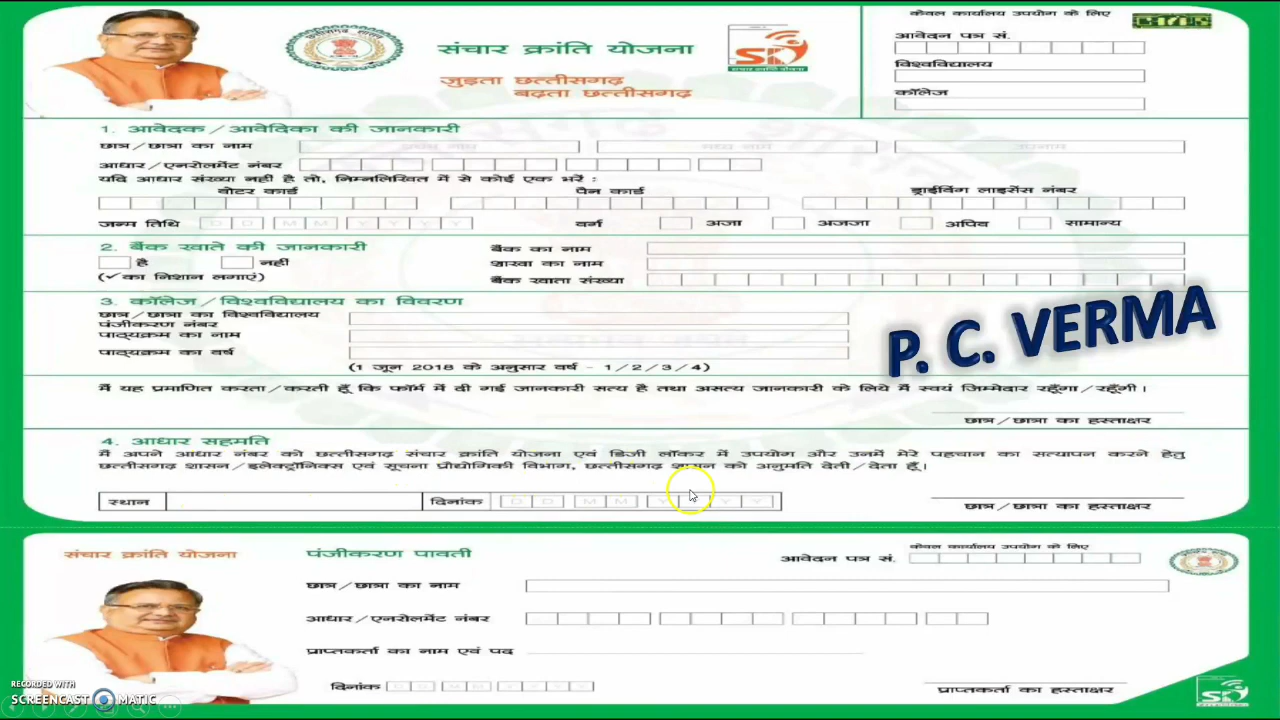 केवल कार्यालय उपयोग के लिए
संचार क्रांति योजना
जुड़ता छत्तीसगढ़
बढ़ता छत्तीसगढ़
आवेदन पत्र सं.
विश्वविद्यालय
कॉलेज
1. आवेदक/आवेदिका की जानकारी
छात्र/छात्रा का नाम प्रथम नाम मध्य नाम उपनाम
आधार/एनरोलमेंट नंबर
यदि आधार संख्या नहीं है तो, निम्नलिखित में से कोई एक भरें :
वोटर कार्ड पैन कार्ड ड्राईविंग लाइसेंस नंबर
जन्म तिथि D D M M Y Y Y Y वर्ग अजा अजजा अपिव सामान्य
2. बैंक खाते की जानकारी
है नहीं
(✓का निशान लगाएं)
बैंक का नाम
शाखा का नाम
बैंक खाता संख्या
3. कॉलेज/विश्वविद्यालय का विवरण
छात्र/छात्रा का विश्वविद्यालय
पंजीकरण नंबर
पाठ्यक्रम का नाम
पाठ्यक्रम का वर्ष
(1 जून 2018 के अनुसार वर्ष - 1/2/3/4)
P. C. VERMA
मैं यह प्रमाणित करता/करती हूँ कि फॉर्म में दी गई जानकारी सत्य है तथा असत्य जानकारी के लिये मैं स्वयं जिम्मेदार रहूँगा/रहूँगी।
छात्र/छात्रा का हस्ताक्षर
4. आधार सहमति
मैं अपने आधार नंबर को छत्तीसगढ़ संचार क्रांति योजना एवं डिजी लॉकर में उपयोग और उनमें मेरे पहचान का सत्यापन करने हेतु
छत्तीसगढ़ शासन/इलेक्ट्रॉनिक्स एवं सूचना प्रौद्योगिकी विभाग, छत्तीसगढ़ शासन को अनुमति देती/देता हूँ।
स्थान दिनांक D D M M Y Y Y Y
छात्र/छात्रा का हस्ताक्षर
संचार क्रांति योजना पंजीकरण पावती
केवल कार्यालय उपयोग के लिए
आवेदन पत्र सं.
छात्र/छात्रा का नाम
आधार/एनरोलमेंट नंबर
प्राप्तकर्ता का नाम एवं पद
दिनांक D D M M Y Y Y Y
प्राप्तकर्ता का हस्ताक्षर
RECORDED WITH
SCREENCAST MATIC